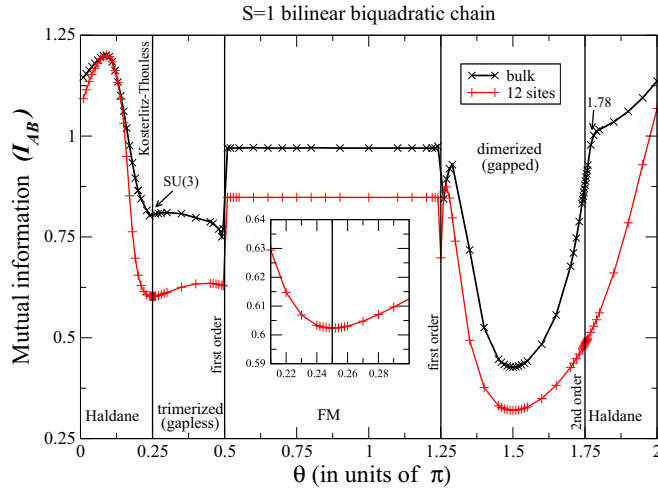 S=1 bilinear biquadratic chain
Mutual information (I_AB)
1.25
1
0.75
0.5
0.25
Kosterlitz-Thouless
SU(3)
bulk
12 sites
1.78
dimerized
(gapped)
0.64
0.63
0.62
0.61
0.60
0.59
0.22 0.24 0.26 0.28
first order
first order
2nd order
Haldane
trimerized
(gapless)
FM
Haldane
0 0.25 0.5 0.75 1 1.25 1.5 1.75 2
θ (in units of π)